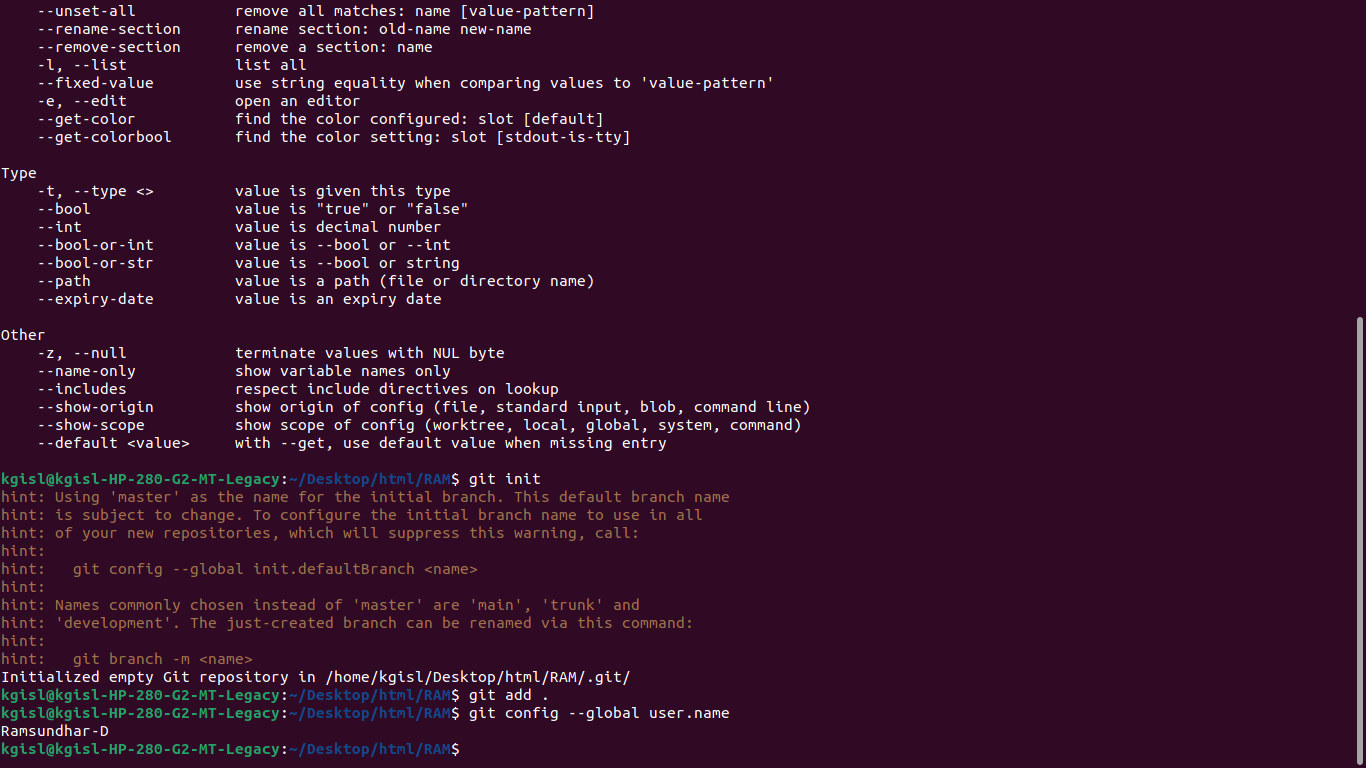 --unset-all           remove all matches: name [value-pattern]
    --rename-section      rename section: old-name new-name
    --remove-section      remove a section: name
    -l, --list            list all
    --fixed-value         use string equality when comparing values to 'value-pattern'
    -e, --edit            open an editor
    --get-color           find the color configured: slot [default]
    --get-colorbool       find the color setting: slot [stdout-is-tty]

Type
    -t, --type <>         value is given this type
    --bool                value is "true" or "false"
    --int                 value is decimal number
    --bool-or-int         value is --bool or --int
    --bool-or-str         value is --bool or string
    --path                value is a path (file or directory name)
    --expiry-date         value is an expiry date

Other
    -z, --null            terminate values with NUL byte
    --name-only           show variable names only
    --includes            respect include directives on lookup
    --show-origin         show origin of config (file, standard input, blob, command line)
    --show-scope          show scope of config (worktree, local, global, system, command)
    --default <value>     with --get, use default value when missing entry

kgisl@kgisl-HP-280-G2-MT-Legacy:~/Desktop/html/RAM$ git init
hint: Using 'master' as the name for the initial branch. This default branch name
hint: is subject to change. To configure the initial branch name to use in all
hint: of your new repositories, which will suppress this warning, call:
hint:
hint:   git config --global init.defaultBranch <name>
hint:
hint: Names commonly chosen instead of 'master' are 'main', 'trunk' and
hint: 'development'. The just-created branch can be renamed via this command:
hint:
hint:   git branch -m <name>
Initialized empty Git repository in /home/kgisl/Desktop/html/RAM/.git/
kgisl@kgisl-HP-280-G2-MT-Legacy:~/Desktop/html/RAM$ git add .
kgisl@kgisl-HP-280-G2-MT-Legacy:~/Desktop/html/RAM$ git config --global user.name
Ramsundhar-D
kgisl@kgisl-HP-280-G2-MT-Legacy:~/Desktop/html/RAM$